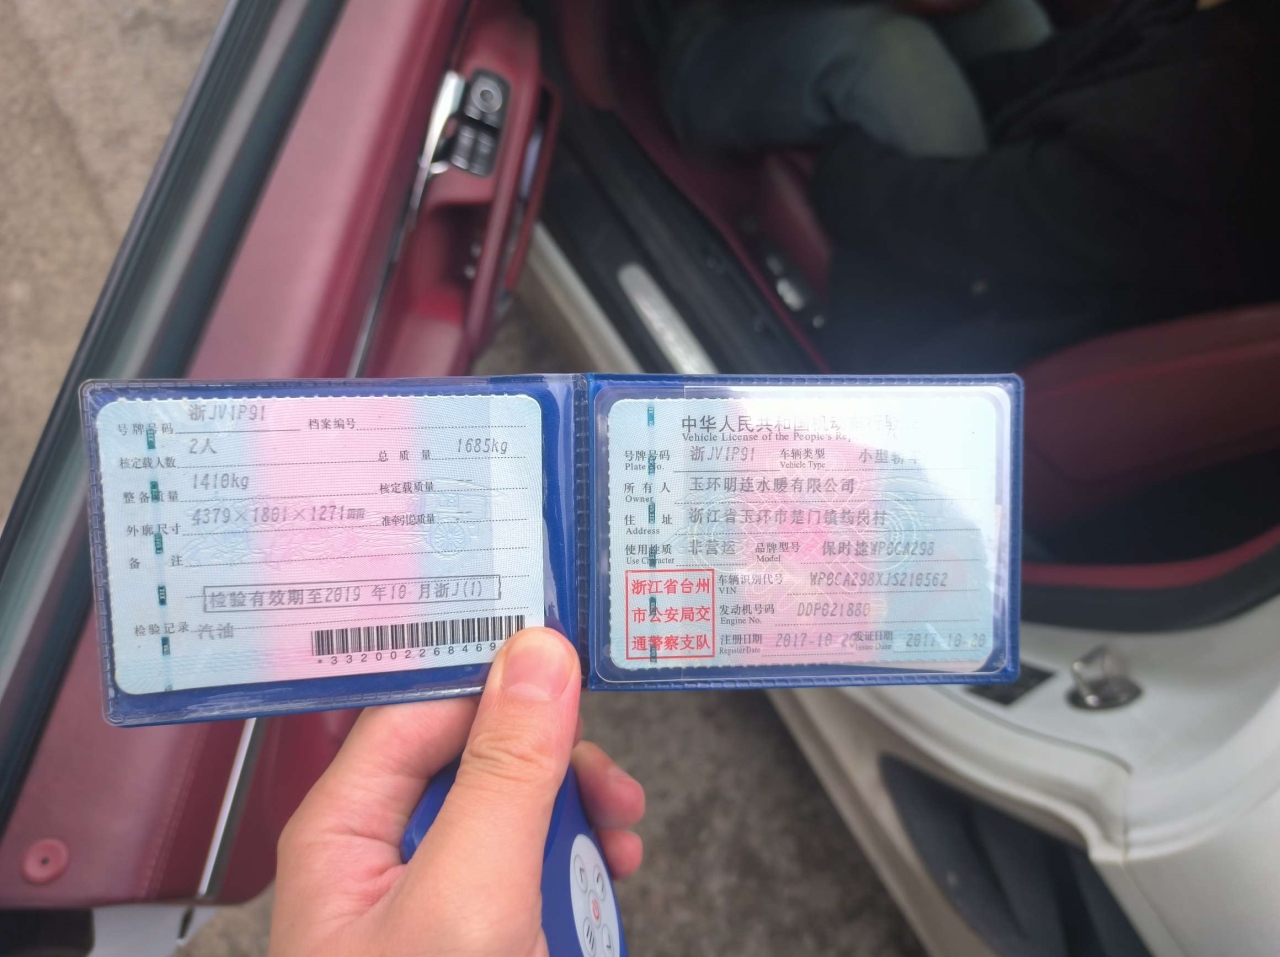 浙JV1P91
号牌号码
档案编号
2人
核定载人数
总 质 量
1685kg
1410kg
整备质量
核定载质量
4379×1801×1271mm
外廓尺寸
准牵引总质量
备 注
检验有效期至2019 年10 月浙J(1)
检验记录
汽油
*332002268469
中华人民共和国机动
Vehicle License of the People's Rep
号牌号码 浙JV1P91 车辆类型 小型轿车
Plate No. Vehicle Type
所 有 人 玉环明连水暖有限公司
Owner
住 址 浙江省玉环市楚门镇筠岗村
Address
使用性质 非营运 品牌型号 保时捷WP0CA298
Use Character Model
浙江省台州
市公安局交
通警察支队
车辆识别代号 WP0CA298XJS210562
VIN
发动机号码 DDP021880
Engine No.
注册日期 2017-10-20 发证日期 2017-10-20
Register Date Issue Date